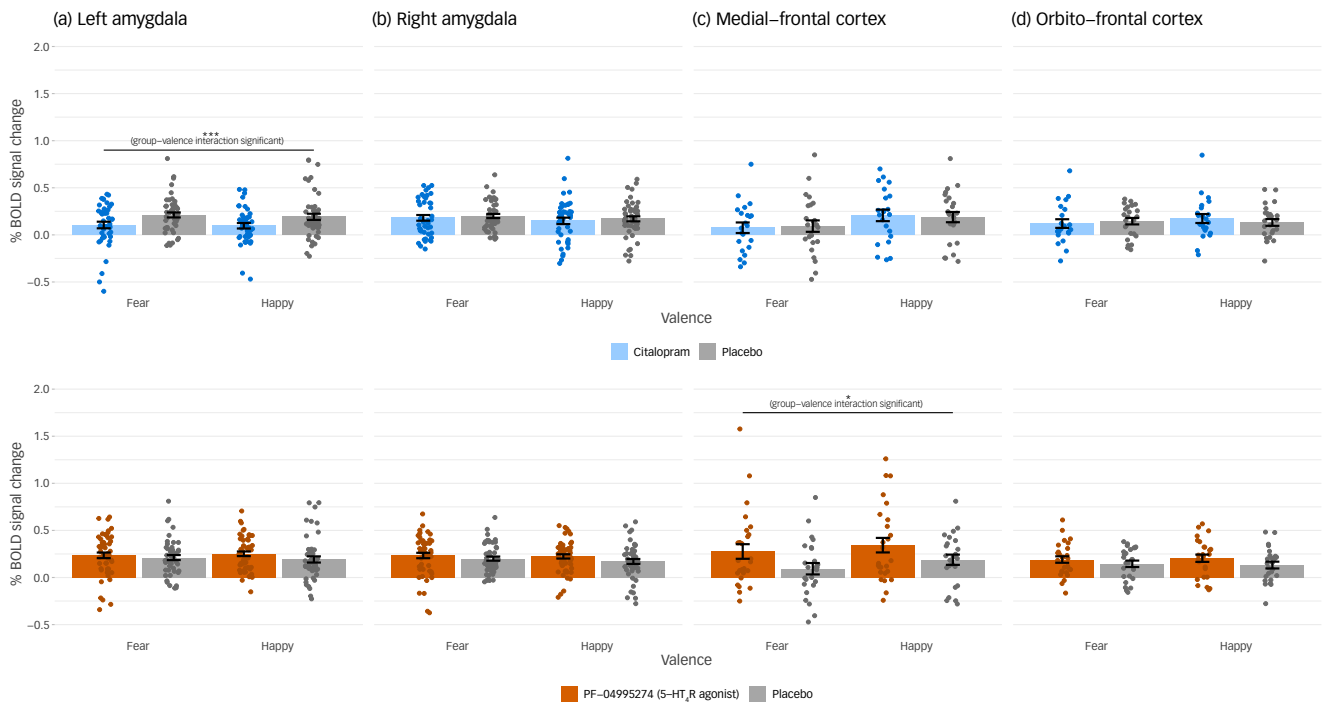 (a) Left amygdala (b) Right amygdala (c) Medial–frontal cortex (d) Orbito–frontal cortex
% BOLD signal change
2.0
1.5
1.0
0.5
0.0
−0.5
***
(group–valence interaction significant)
Fear Happy Fear Happy Fear Happy Fear Happy
Valence
Citalopram Placebo
% BOLD signal change
2.0
1.5
1.0
0.5
0.0
−0.5
*
(group–valence interaction significant)
Fear Happy Fear Happy Fear Happy Fear Happy
Valence
PF−04995274 (5−HT₄R agonist) Placebo